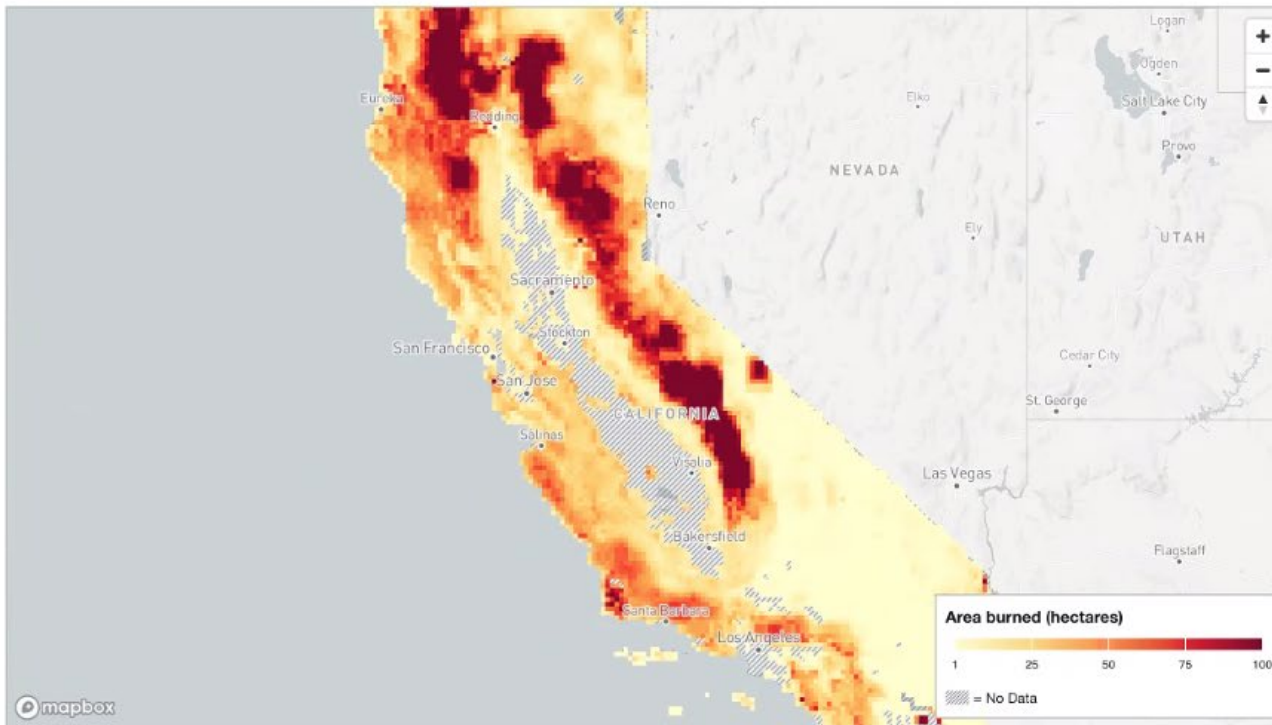 Logan
Ogden
Salt Lake City
Provo
Elko
NEVADA
Eureka
Redding
Reno
Ely
UTAH
Sacramento
Stockton
San Francisco
San Jose
Cedar City
St. George
CALIFORNIA
Salinas
Visalia
Las Vegas
Bakersfield
Flagstaff
Santa Barbara
Los Angeles
Area burned (hectares)
1 25 50 75 100
= No Data
mapbox
+
−